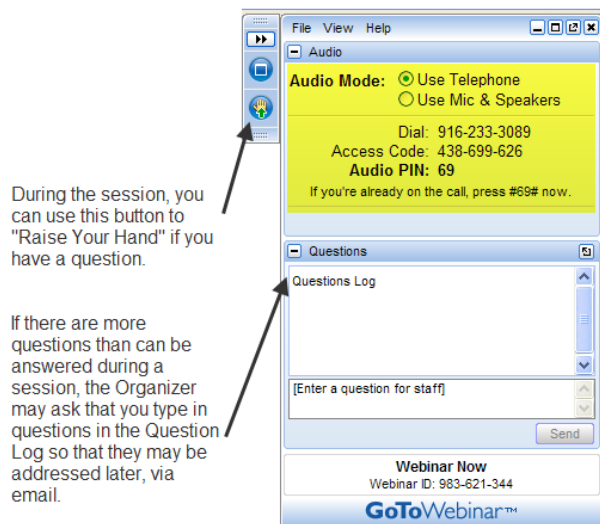 File View Help
Audio
Audio Mode: Use Telephone
Use Mic & Speakers
Dial: 916-233-3089
Access Code: 438-699-626
Audio PIN: 69
If you're already on the call, press #69# now.
During the session, you
can use this button to
"Raise Your Hand" if you
have a question.
Questions
Questions Log
If there are more
questions than can be
answered during a
session, the Organizer
may ask that you type in
questions in the Question
Log so that they may be
addressed later, via
email.
[Enter a question for staff]
Send
Webinar Now
Webinar ID: 983-621-344
GoToWebinar™